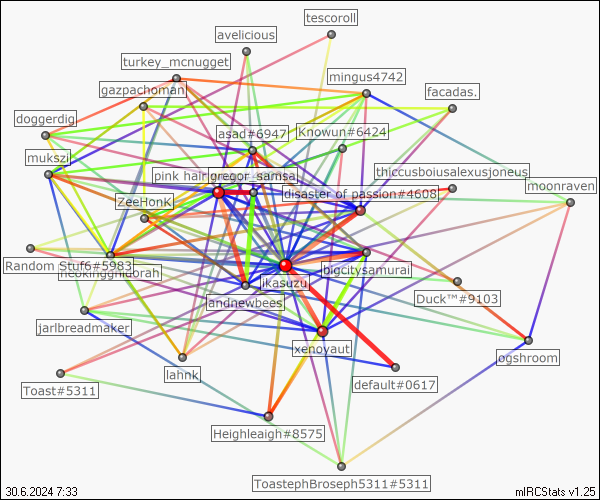 tescoroll
avelicious
turkey_mcnugget
mingus4742
gazpachoman
facadas.
doggerdig
asad#6947
Knowun#6424
mukszi
thiccusboiusalexusjoneus
pink hair
gregor_samsa
moonraven
disaster of passion#4608
ZeeHonK
Random Stuf6#5983
bigcitysamurai
ikasuzu
andnewbees
Duck™#9103
jarlbreadmaker
xenoyaut
ogshroom
lahnk
default#0617
Toast#5311
Heighleaigh#8575
ToastephBroseph5311#5311
30.6.2024 7:33
mIRCStats v1.25